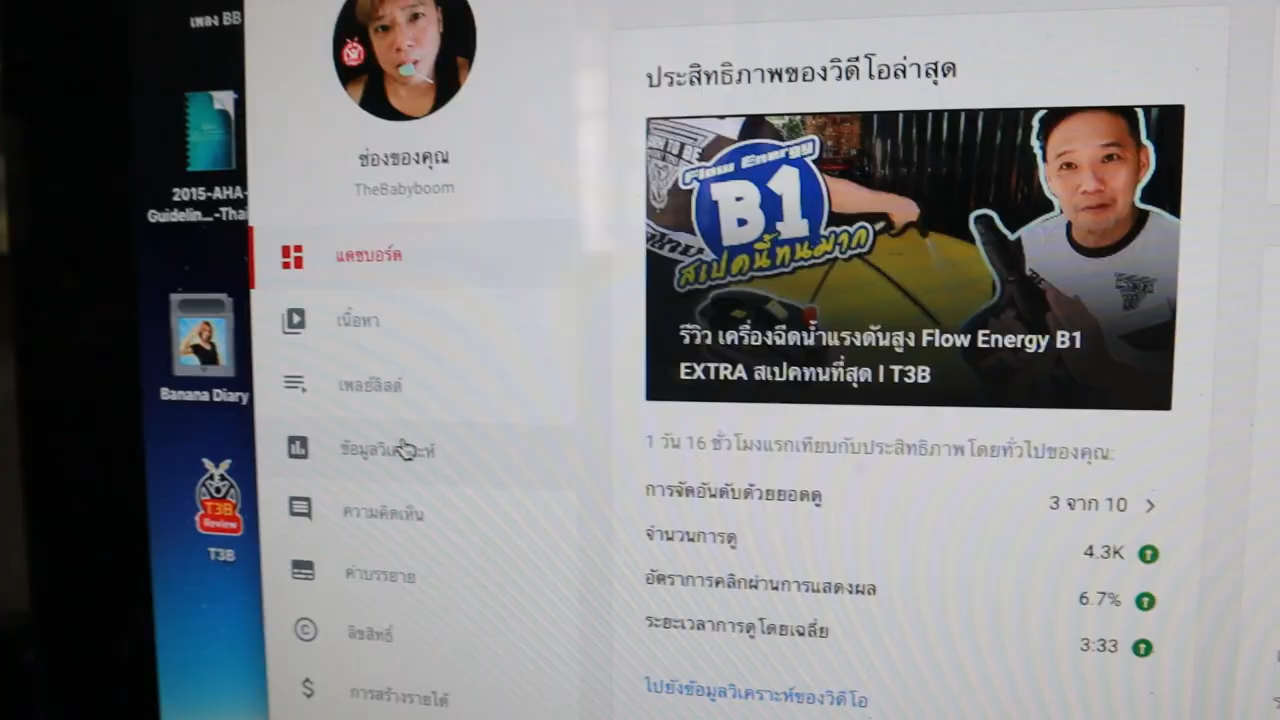 เพลง BB
2015-AHA-
Guidelin...-Thai
Banana Diary
T3B
Review
T3B
ช่องของคุณ
TheBabyboom
แดชบอร์ด
เนื้อหา
เพลย์ลิสต์
ข้อมูลวิเคราะห์
ความคิดเห็น
คำบรรยาย
ลิขสิทธิ์
การสร้างรายได้
ประสิทธิภาพของวิดีโอล่าสุด
Flow Energy
B1
สเปคนี้ทนมาก
รีวิว เครื่องฉีดน้ำแรงดันสูง Flow Energy B1
EXTRA สเปคทนที่สุด l T3B
1 วัน 16 ชั่วโมงแรกเทียบกับประสิทธิภาพโดยทั่วไปของคุณ:
การจัดอันดับด้วยยอดดู 3 จาก 10
จำนวนการดู 4.3K
อัตราการคลิกผ่านการแสดงผล 6.7%
ระยะเวลาการดูโดยเฉลี่ย 3:33
ไปยังข้อมูลวิเคราะห์ของวิดีโอ